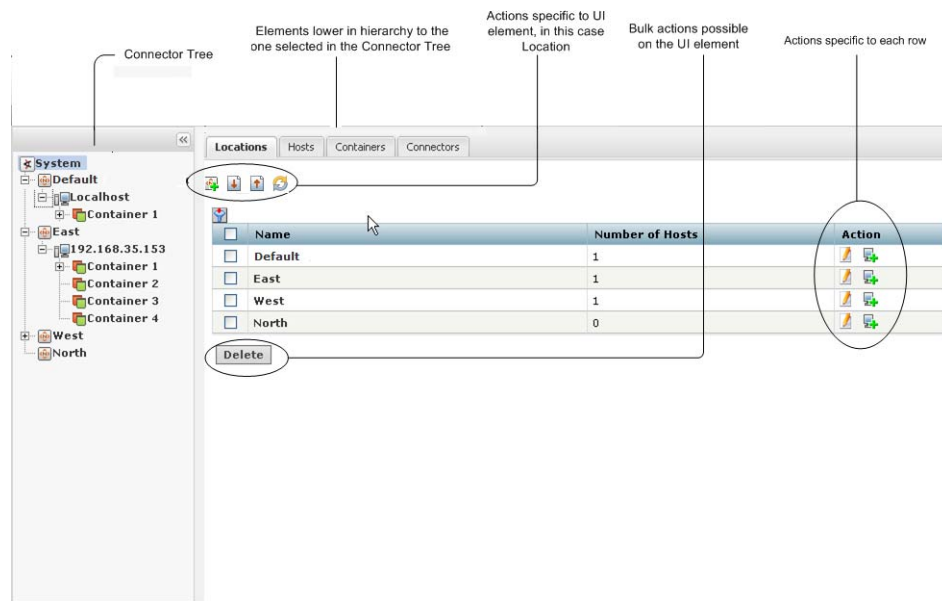 Connector Tree
Elements lower in hierarchy to the
one selected in the Connector Tree
Actions specific to UI
element, in this case
Location
Bulk actions possible
on the UI element
Actions specific to each row
System
Default
Localhost
Container 1
East
192.168.35.153
Container 1
Container 2
Container 3
Container 4
West
North
Locations Hosts Containers Connectors
Name Number of Hosts Action
Default 1
East 1
West 1
North 0
Delete